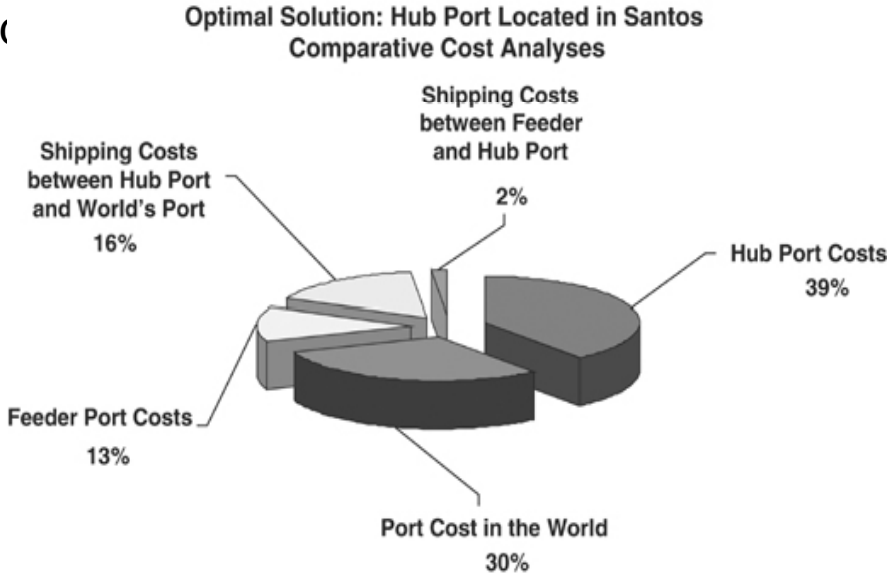 Optimal Solution: Hub Port Located in Santos
Comparative Cost Analyses
Shipping Costs
between Feeder
and Hub Port
2%
Shipping Costs
between Hub Port
and World's Port
16%
Hub Port Costs
39%
Feeder Port Costs
13%
Port Cost in the World
30%